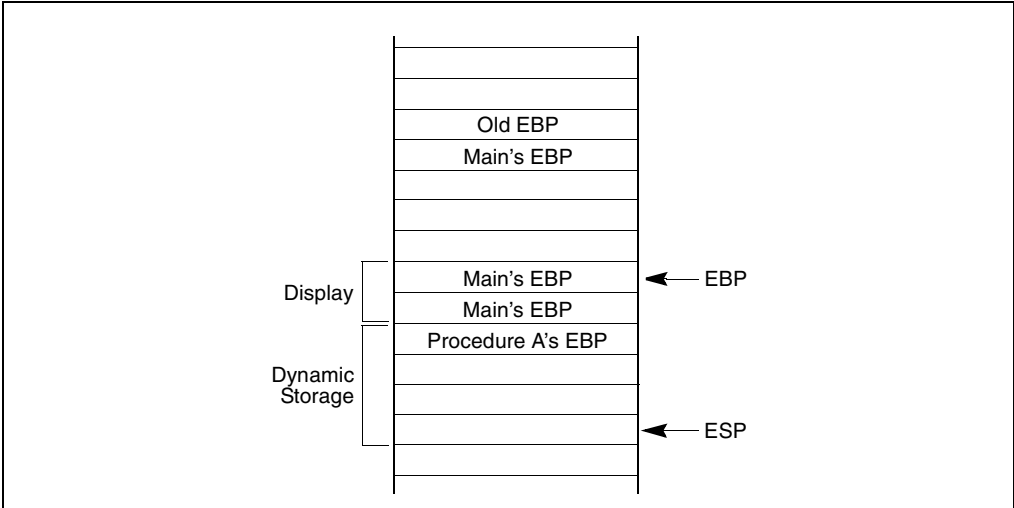 Old EBP
Main’s EBP
Main’s EBP
EBP
Display
Main’s EBP
Procedure A’s EBP
Dynamic
Storage
ESP